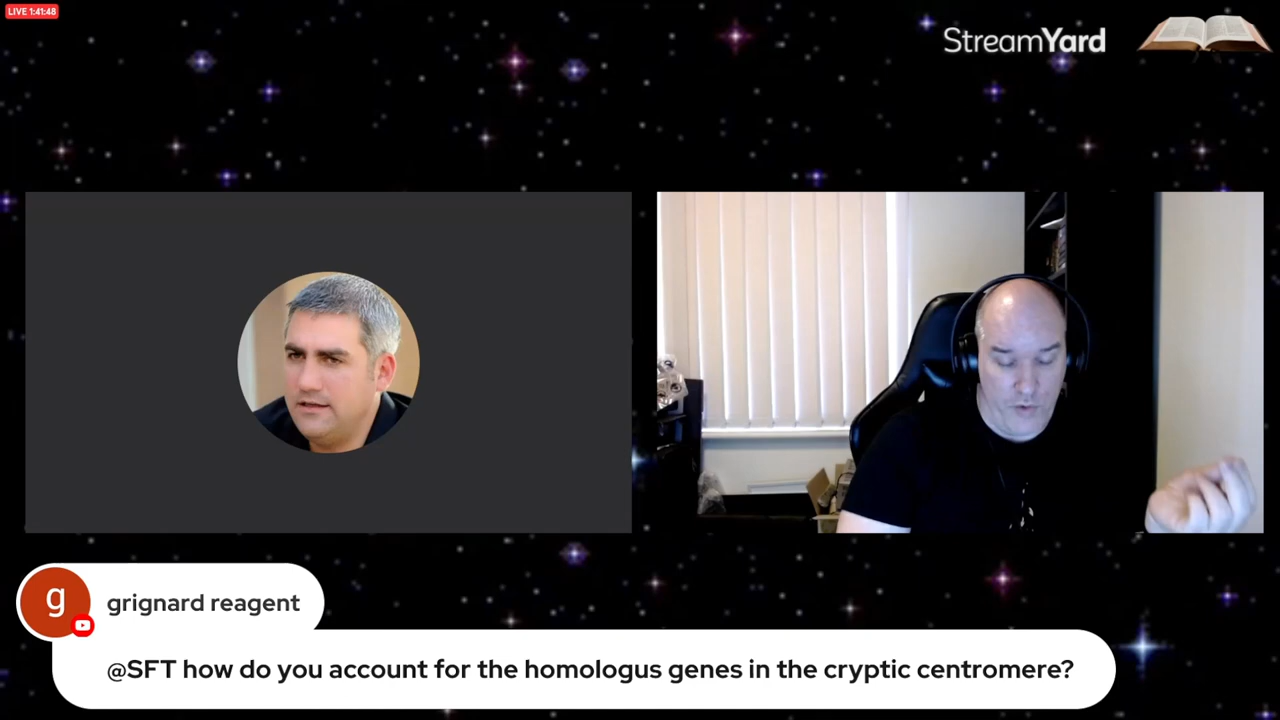 LIVE 1:41:48
StreamYard
g
grignard reagent
@SFT how do you account for the homologus genes in the cryptic centromere?